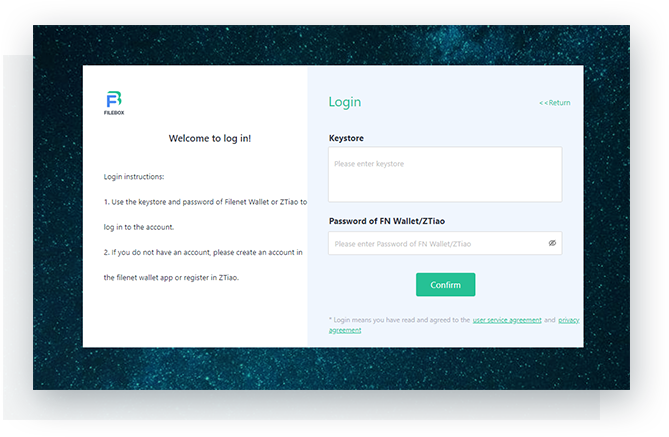 FILEBOX
Welcome to log in!
Login instructions:
1. Use the keystore and password of Filenet Wallet or ZTiao to
log in to the account.
2. If you do not have an account, please create an account in
the filenet wallet app or register in ZTiao.
Login
<<Return
Keystore
Please enter keystore
Password of FN Wallet/ZTiao
Please enter Password of FN Wallet/ZTiao
Confirm
* Login means you have read and agreed to the user service agreement and privacy
agreement